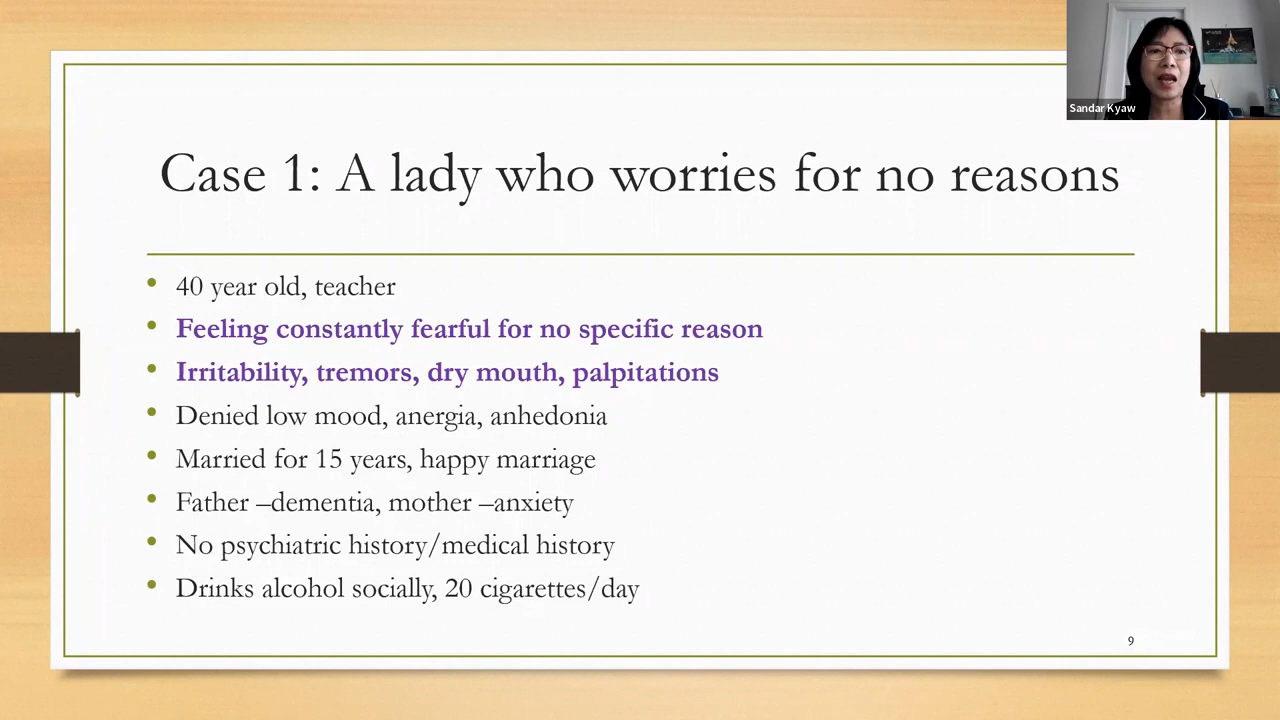 Sandar Kyaw
Case 1: A lady who worries for no reasons
• 40 year old, teacher
• Feeling constantly fearful for no specific reason
• Irritability, tremors, dry mouth, palpitations
• Denied low mood, anergia, anhedonia
• Married for 15 years, happy marriage
• Father –dementia, mother –anxiety
• No psychiatric history/medical history
• Drinks alcohol socially, 20 cigarettes/day
9